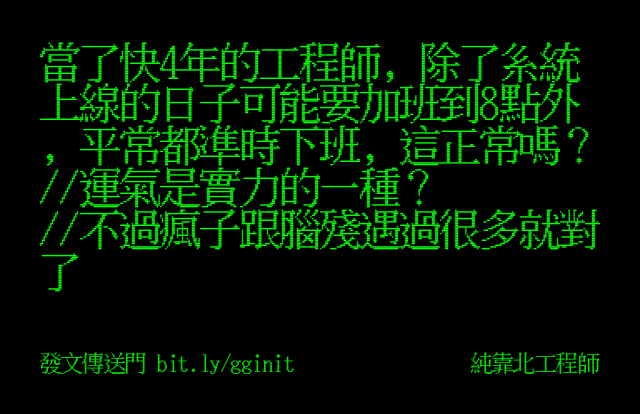 當了快4年的工程師，除了系統
上線的日子可能要加班到8點外
，平常都準時下班，這正常嗎？
//運氣是實力的一種？
//不過瘋子跟腦殘遇過很多就對
了
發文傳送門 bit.ly/gginit
純靠北工程師